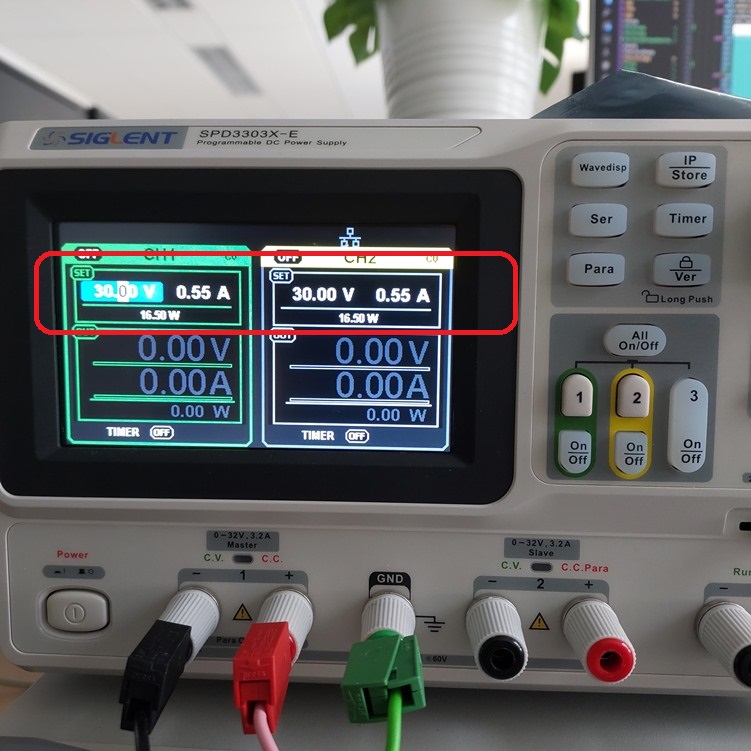 SIGLENT
SPD3303X-E
Programmable DC Power Supply
Wavedisp
IP
Store
Ser
Timer
Para
Ver
Long Push
OFF CH1
SET
30.00 V 0.55 A
16.50 W
0.00 V
0.00 A
0.00 W
TIMER OFF
OFF CH2
SET
30.00 V 0.55 A
16.50 W
OUT
0.00 V
0.00 A
0.00 W
TIMER OFF
All
On/Off
1
2
3
On
Off
On
Off
On
Off
Power
0-32V, 3.2A
Master
C.V. C.C.
- 1 +
GND
0-32V, 3.2A
Slave
C.V. C.C.Para
- 2 +
60V